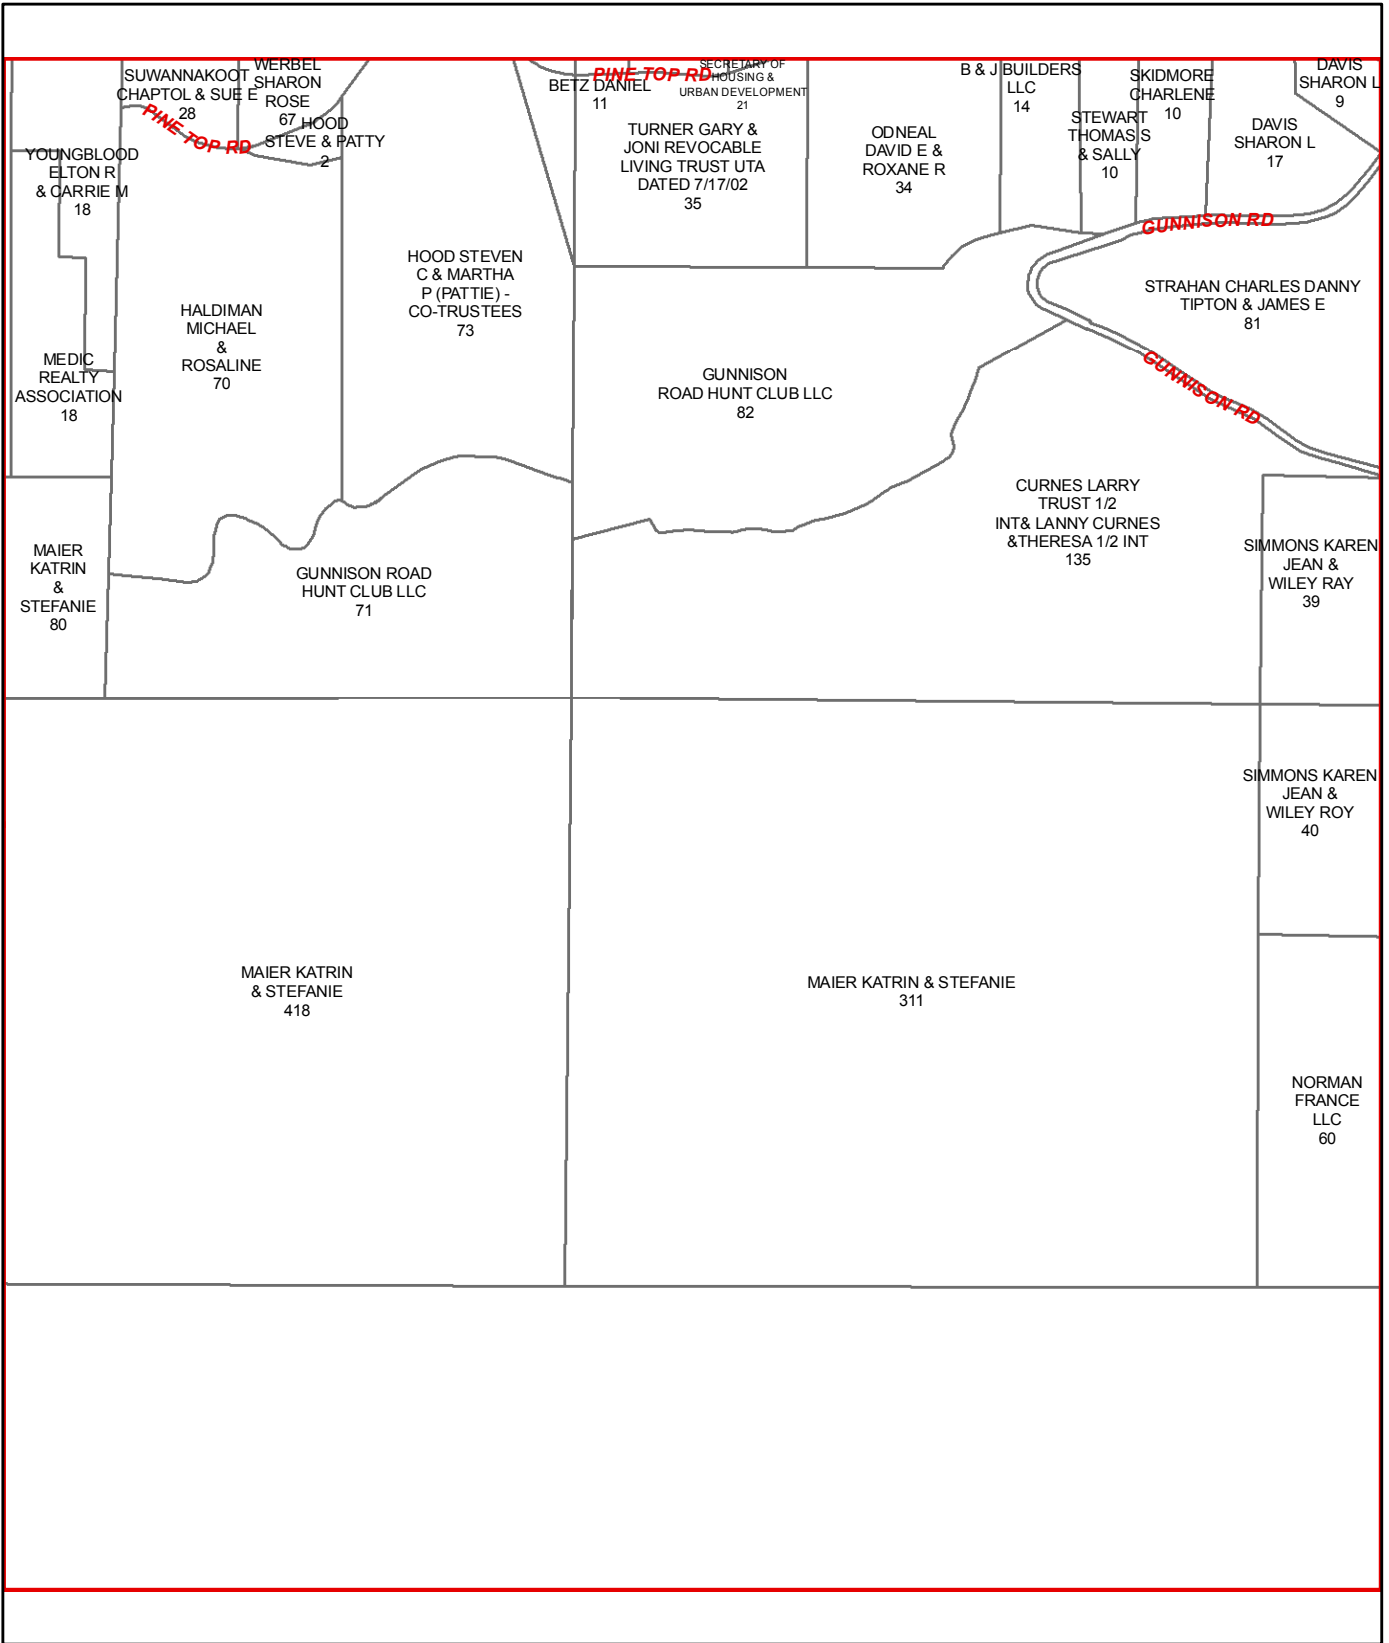 SUWANNAKOOT
CHAPTOL & SUE E
28
WERBEL
SHARON
ROSE
67
HOOD
STEVE & PATTY
2
PINE TOP RD
BETZ DANIEL
11
PINE TOP RD
SECRETARY OF
HOUSING &
URBAN DEVELOPMENT
21
TURNER GARY &
JONI REVOCABLE
LIVING TRUST UTA
DATED 7/17/02
35
ODNEAL
DAVID E &
ROXANE R
34
B & J BUILDERS
LLC
14
STEWART
THOMAS S
& SALLY
10
SKIDMORE
CHARLENE
10
DAVIS
SHARON L
17
DAVIS
SHARON L
9
YOUNGBLOOD
ELTON R
& CARRIE M
18
GUNNISON RD
HOOD STEVEN
C & MARTHA
P (PATTIE) -
CO-TRUSTEES
73
STRAHAN CHARLES DANNY
TIPTON & JAMES E
81
HALDIMAN
MICHAEL
&
ROSALINE
70
MEDIC
REALTY
ASSOCIATION
18
GUNNISON
ROAD HUNT CLUB LLC
82
GUNNISON RD
CURNES LARRY
TRUST 1/2
INT& LANNY CURNES
&THERESA 1/2 INT
135
MAIER
KATRIN
&
STEFANIE
80
GUNNISON ROAD
HUNT CLUB LLC
71
SIMMONS KAREN
JEAN &
WILEY RAY
39
SIMMONS KAREN
JEAN &
WILEY ROY
40
MAIER KATRIN
& STEFANIE
418
MAIER KATRIN & STEFANIE
311
NORMAN
FRANCE
LLC
60